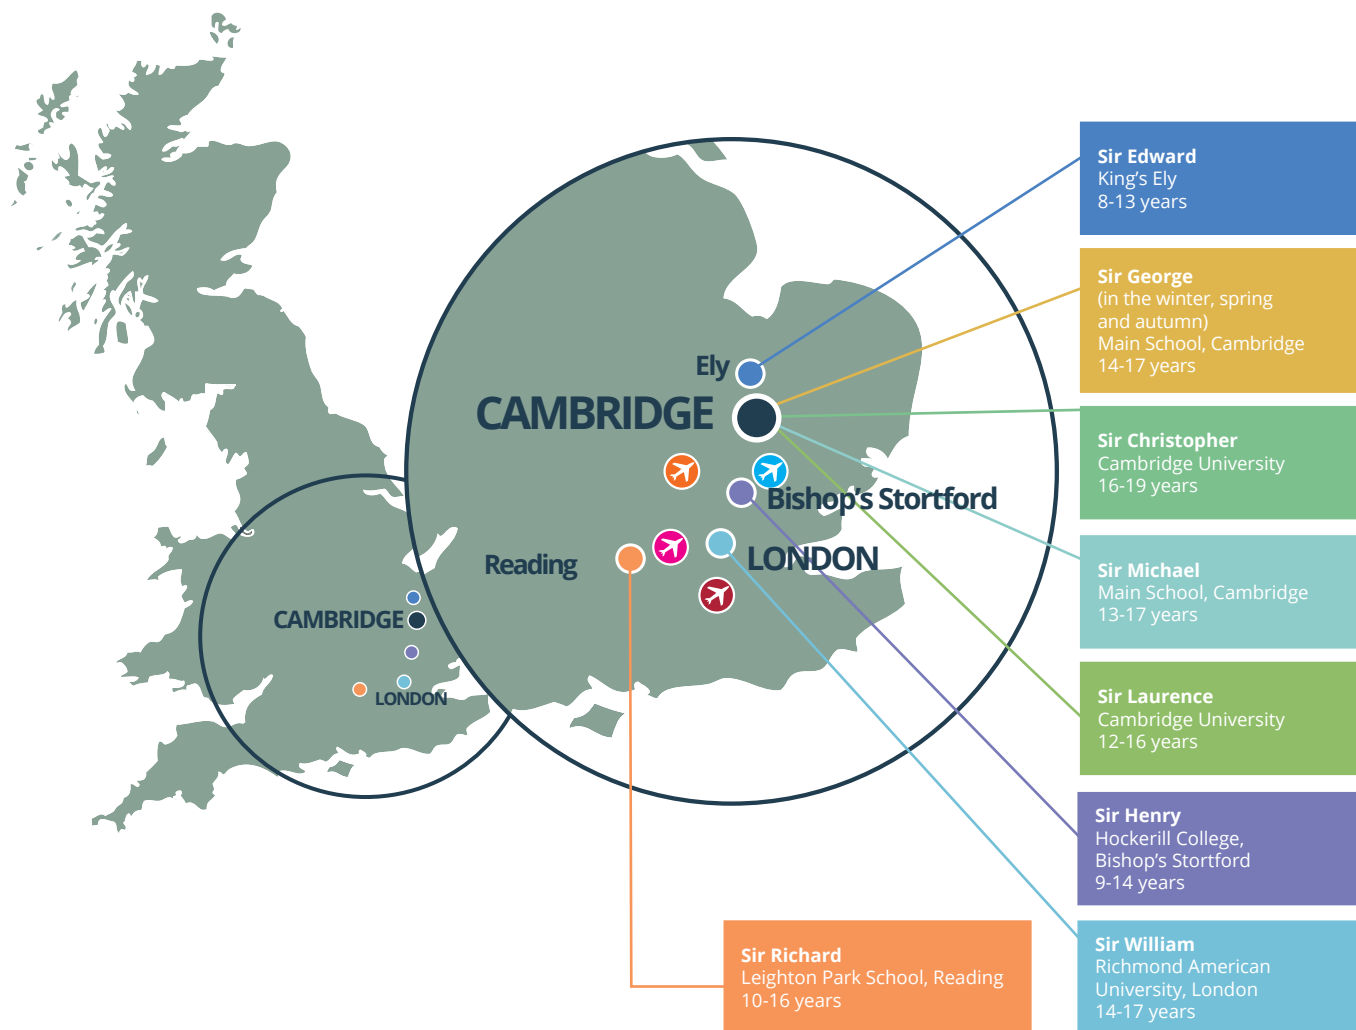 Sir Edward
King’s Ely
8-13 years
Sir George
(in the winter, spring
and autumn)
Main School, Cambridge
14-17 years
Ely
CAMBRIDGE
Sir Christopher
Cambridge University
16-19 years
Bishop’s Stortford
Reading
LONDON
Sir Michael
Main School, Cambridge
13-17 years
CAMBRIDGE
LONDON
Sir Laurence
Cambridge University
12-16 years
Sir Henry
Hockerill College,
Bishop’s Stortford
9-14 years
Sir Richard
Leighton Park School, Reading
10-16 years
Sir William
Richmond American
University, London
14-17 years